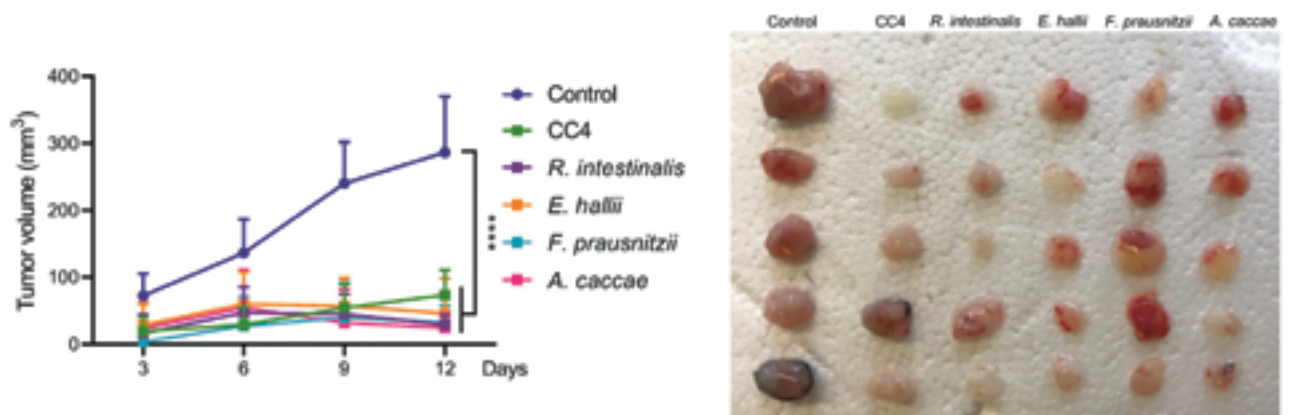 Control CC4 R. intestinalis E. hallii F. prausnitzii A. caccae
400
300
200
100
0
Tumor volume (mm³)
3 6 9 12 Days
Control
CC4
R. intestinalis
E. hallii
F. prausnitzii
A. caccae
****